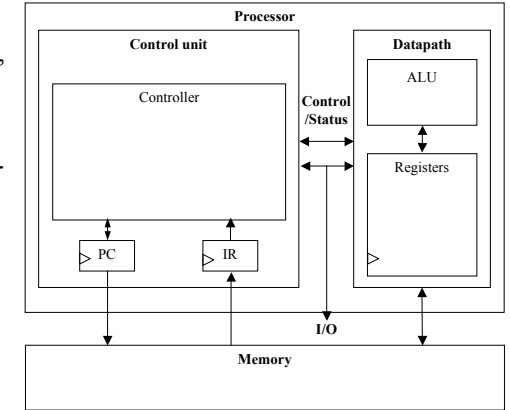 Processor
Control unit
Datapath
Controller
ALU
Control
/Status
Registers
PC
IR
I/O
Memory